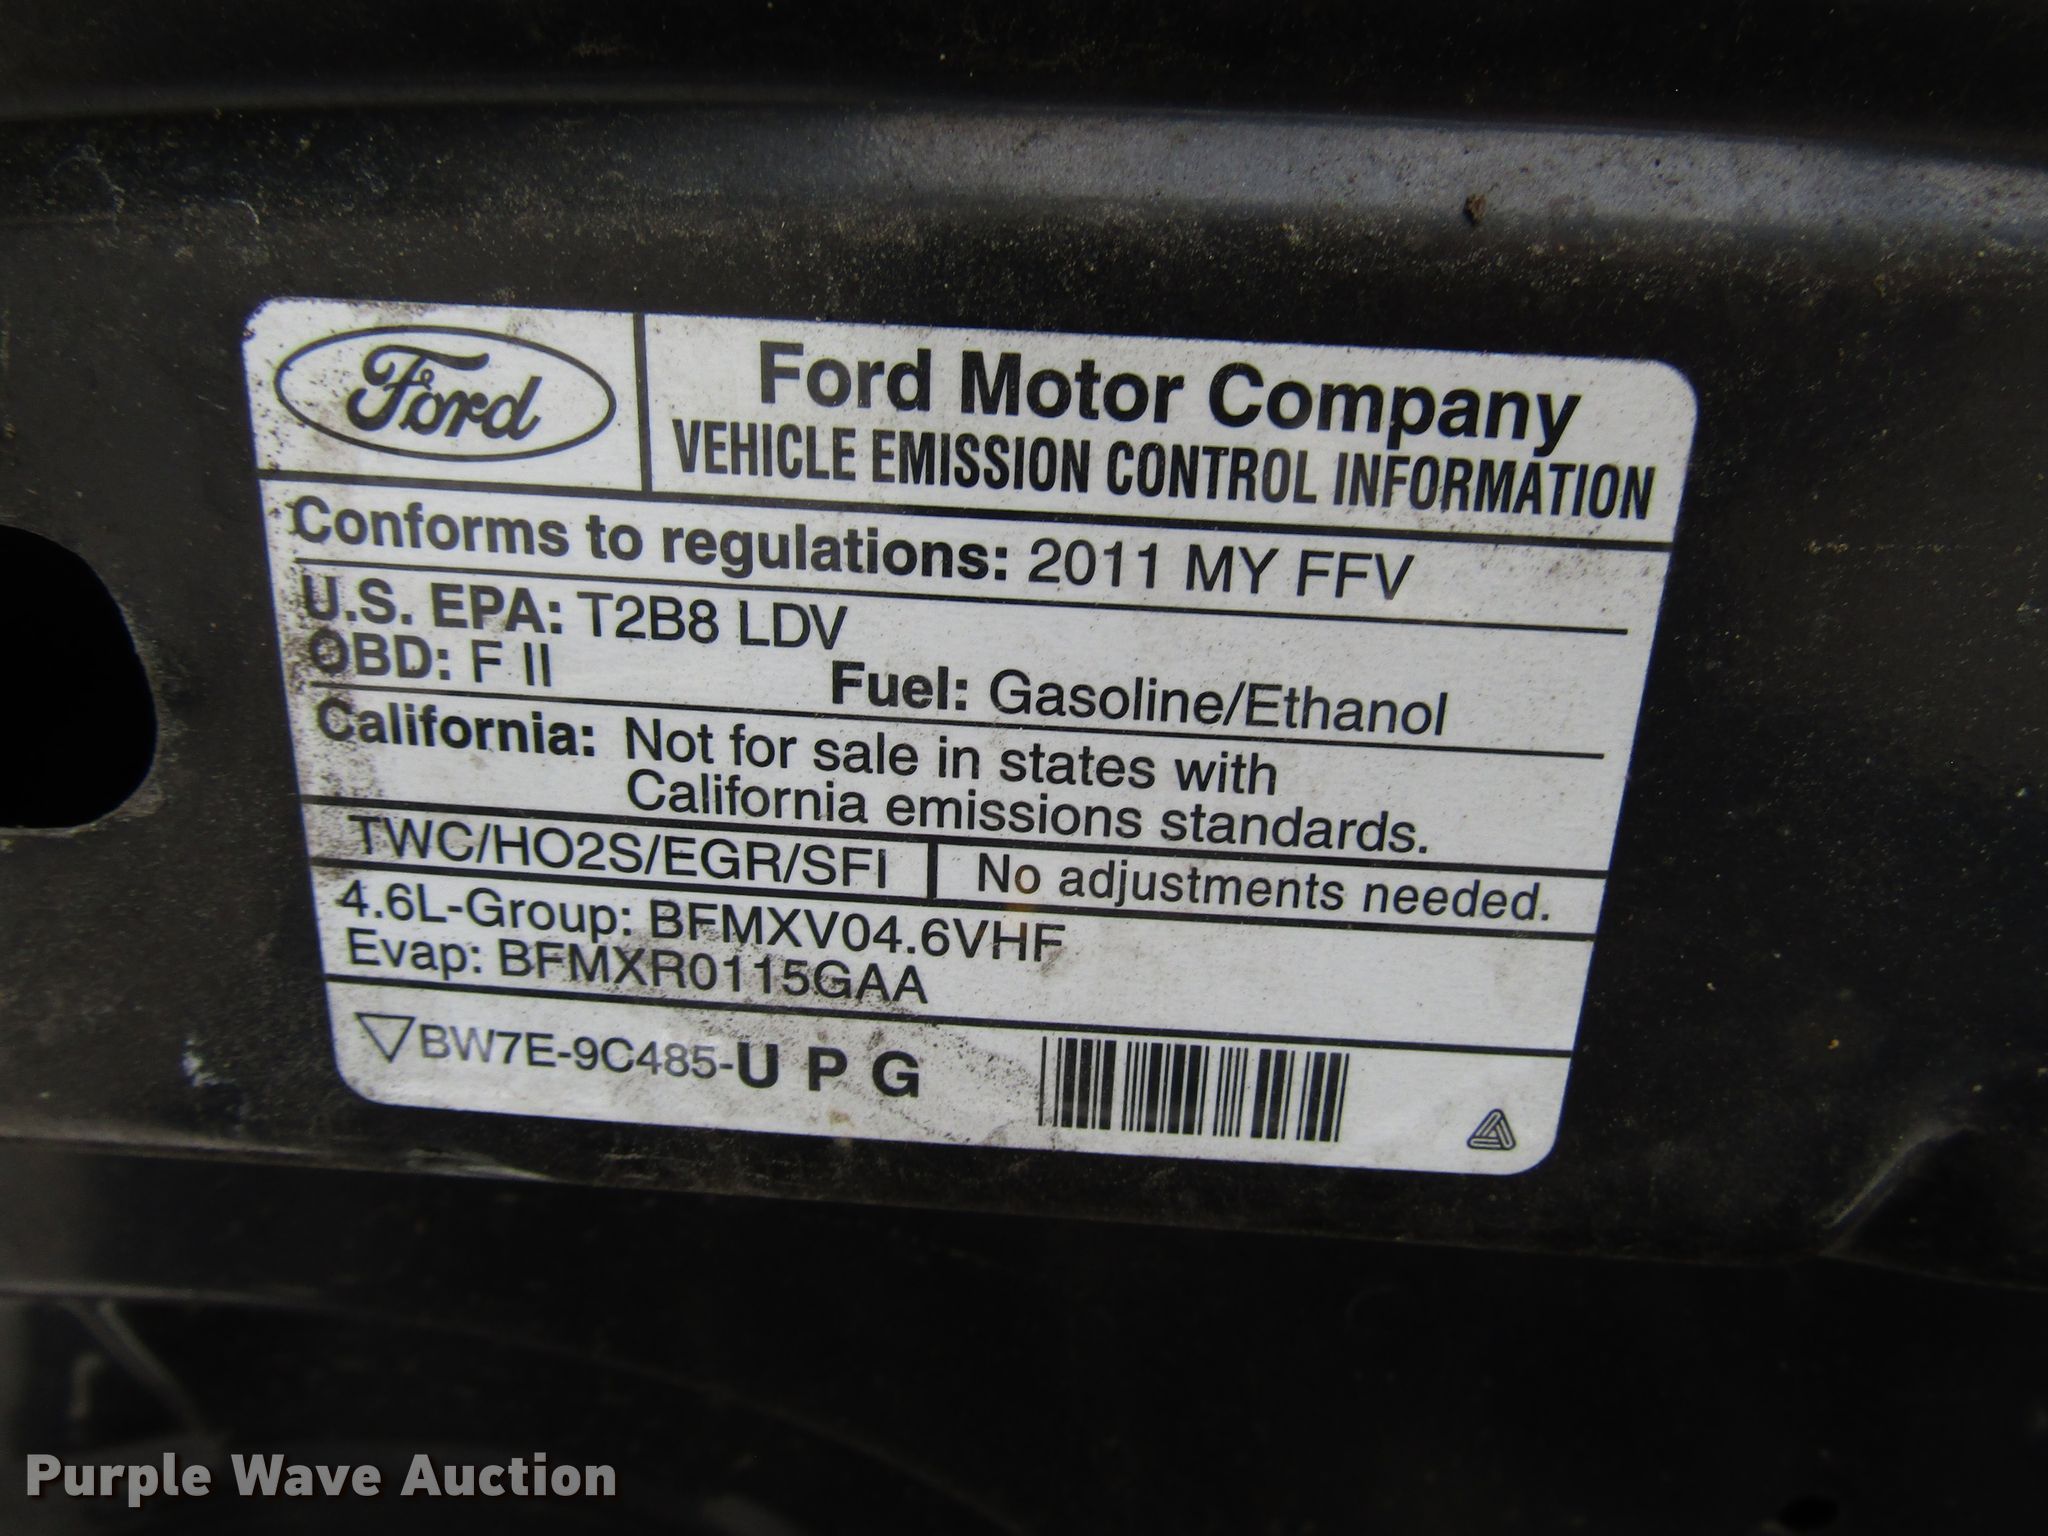 Ford
Ford Motor Company
VEHICLE EMISSION CONTROL INFORMATION
Conforms to regulations: 2011 MY FFV
U.S. EPA: T2B8 LDV
OBD: F II
Fuel: Gasoline/Ethanol
California: Not for sale in states with
California emissions standards.
TWC/HO2S/EGR/SFI
No adjustments needed.
4.6L-Group: BFMXV04.6VHF
Evap: BFMXR0115GAA
BW7E-9C485-U P G
Purple Wave Auction